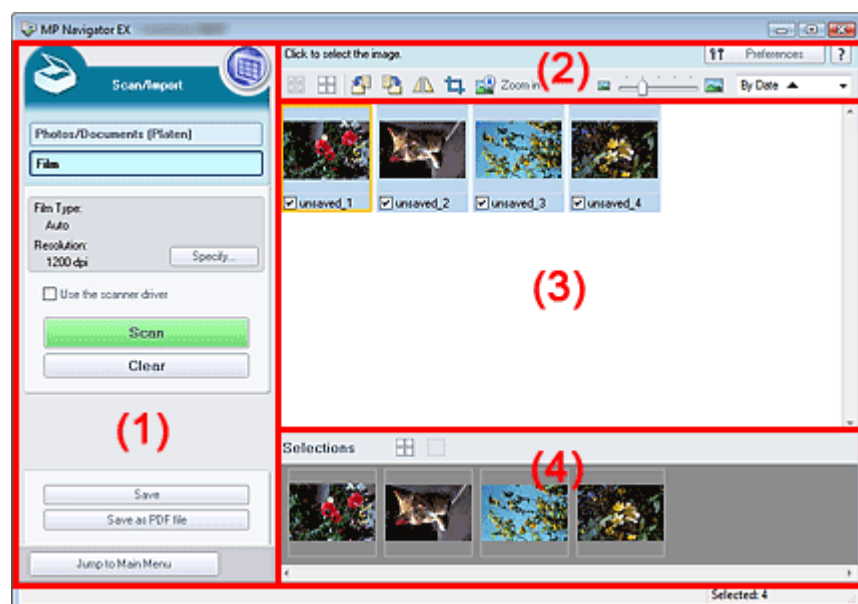 MP Navigator EX
Scan/Import
Photos/Documents (Platen)
Film
Film Type:
Auto
Resolution:
1200 dpi
Specify...
Use the scanner driver
Scan
Clear
(1)
Save
Save as PDF file
Jump to Main Menu
Click to select the image.
Preferences
?
(2)
Zoom in
By Date
unsaved_1
unsaved_2
unsaved_3
unsaved_4
(3)
Selections
(4)
Selected: 4